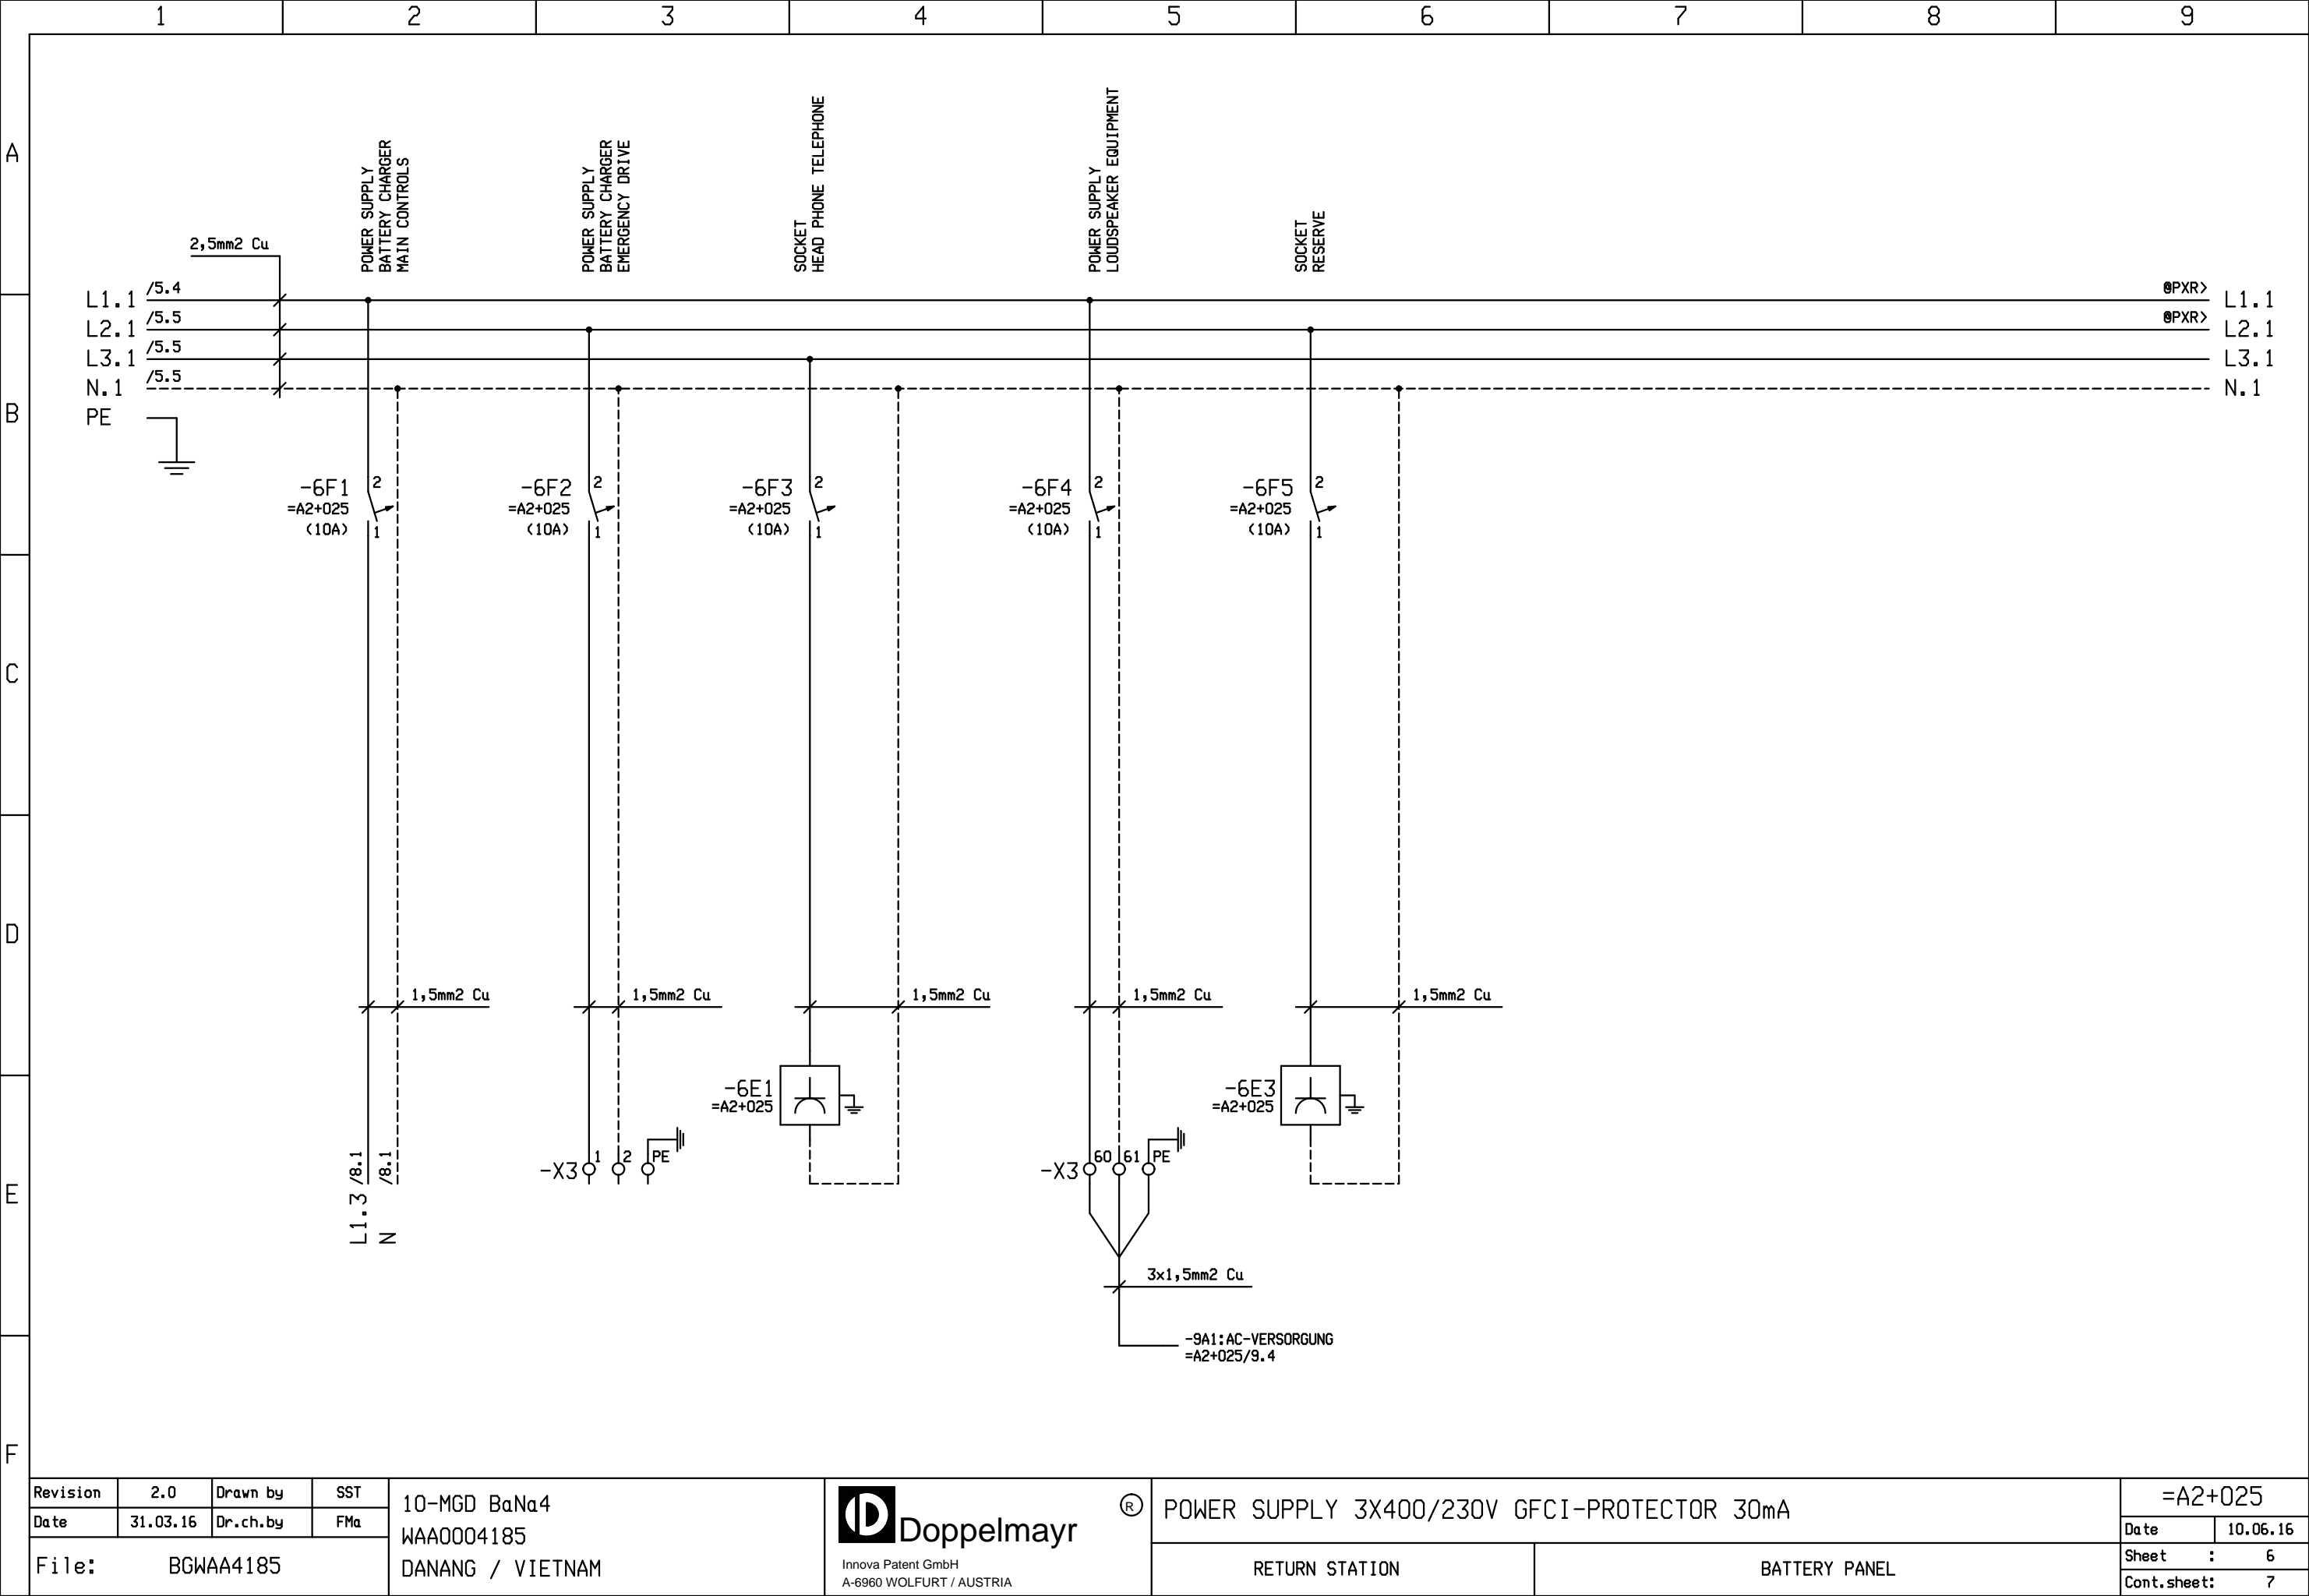 1 2 3 4 5 6 7 8 9
A
B
C
D
E
F
POWER SUPPLY
BATTERY CHARGER
MAIN CONTROLS
POWER SUPPLY
BATTERY CHARGER
EMERGENCY DRIVE
SOCKET
HEAD PHONE TELEPHONE
POWER SUPPLY
LOUDSPEAKER EQUIPMENT
SOCKET
RESERVE
2,5mm2 Cu
L1.1 /5.4 @PXR> L1.1
L2.1 /5.5 @PXR> L2.1
L3.1 /5.5 L3.1
N.1 /5.5 N.1
PE
-6F1 2
=A2+025
(10A) 1
-6F2 2
=A2+025
(10A) 1
-6F3 2
=A2+025
(10A) 1
-6F4 2
=A2+025
(10A) 1
-6F5 2
=A2+025
(10A) 1
1,5mm2 Cu
1,5mm2 Cu
1,5mm2 Cu
1,5mm2 Cu
1,5mm2 Cu
-6E1
=A2+025
-6E3
=A2+025
L1.3 /8.1
N /8.1
-X3 1 2 PE
-X3 60 61 PE
3x1,5mm2 Cu
-9A1:AC-VERSORGUNG
=A2+025/9.4
Revision 2.0 Drawn by SST
Date 31.03.16 Dr.ch.by FMa
File: BGWAA4185
10-MGD BaNa4
WAA0004185
DANANG / VIETNAM
Doppelmayr ®
Innova Patent GmbH
A-6960 WOLFURT / AUSTRIA
POWER SUPPLY 3X400/230V GFCI-PROTECTOR 30mA
RETURN STATION
BATTERY PANEL
=A2+025
Date 10.06.16
Sheet : 6
Cont.sheet: 7